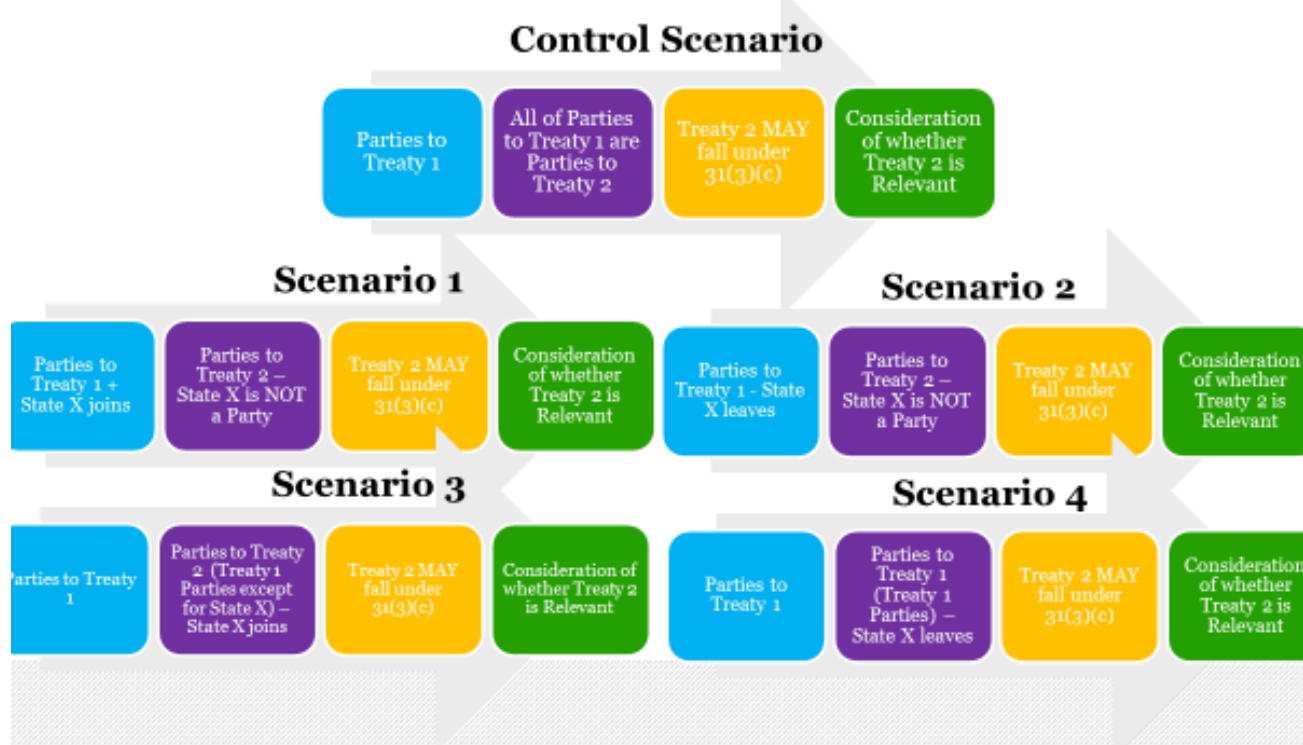 Control Scenario
Parties to
Treaty 1
All of Parties
to Treaty 1 are
Parties to
Treaty 2
Treaty 2 MAY
fall under
31(3)(c)
Consideration
of whether
Treaty 2 is
Relevant
Scenario 1
Parties to
Treaty 1 +
State X joins
Parties to
Treaty 2 –
State X is NOT
a Party
Treaty 2 MAY
fall under
31(3)(c)
Consideration
of whether
Treaty 2 is
Relevant
Scenario 2
Parties to
Treaty 1 - State
X leaves
Parties to
Treaty 2 –
State X is NOT
a Party
Treaty 2 MAY
fall under
31(3)(c)
Consideration
of whether
Treaty 2 is
Relevant
Scenario 3
Parties to Treaty
1
Parties to Treaty
2 (Treaty 1
Parties except
for State X) –
State X joins
Treaty 2 MAY
fall under
31(3)(c)
Consideration of
whether Treaty 2
is Relevant
Scenario 4
Parties to
Treaty 1
Parties to
Treaty 1
(Treaty 1
Parties) –
State X leaves
Treaty 2 MAY
fall under
31(3)(c)
Consideration
of whether
Treaty 2 is
Relevant